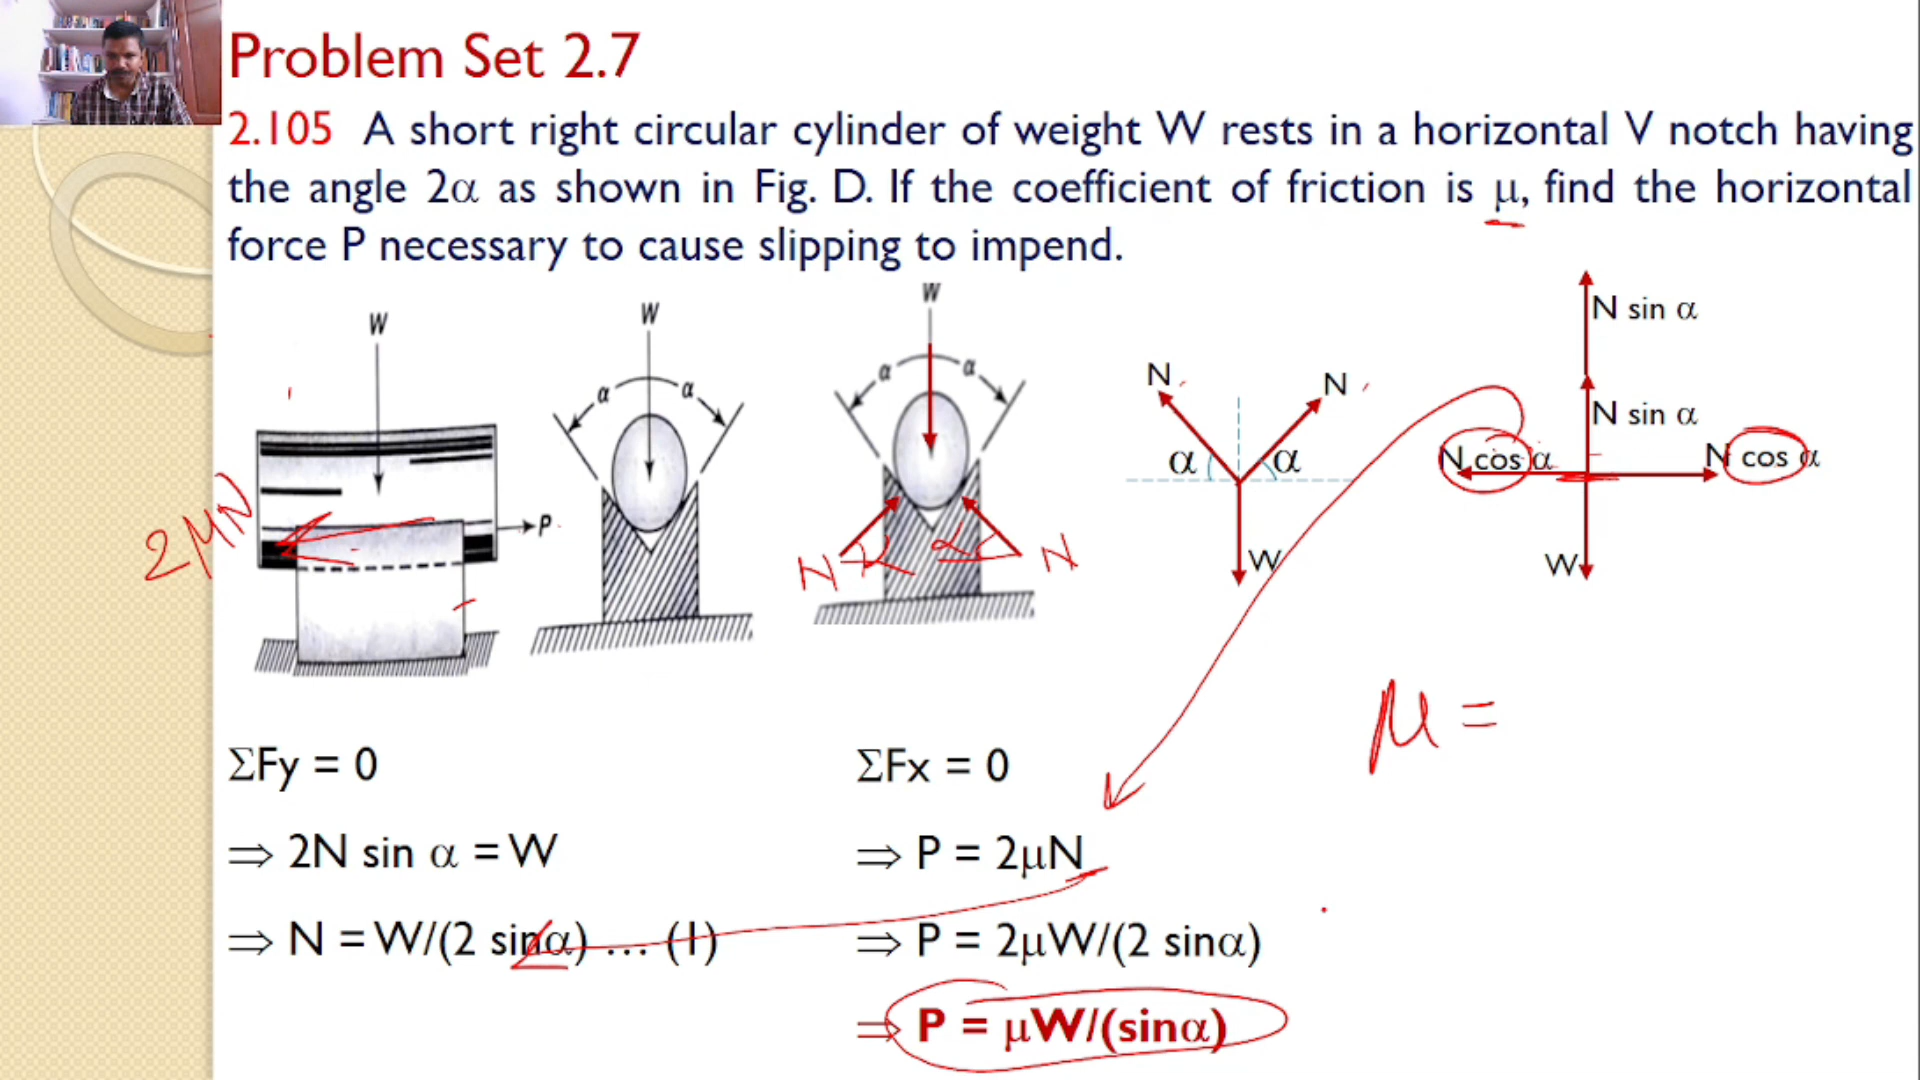 Problem Set 2.7
2.105 A short right circular cylinder of weight W rests in a horizontal V notch having
the angle 2α as shown in Fig. D. If the coefficient of friction is μ, find the horizontal
force P necessary to cause slipping to impend.
W
P
2μN
W
α α
W
α α
N α α N
N N
α α
W
N sin α
N sin α
N cos α N cos α
W
μ =
ΣFy = 0
⇒ 2N sin α = W
⇒ N = W/(2 sinα) … (1)
ΣFx = 0
⇒ P = 2μN
⇒ P = 2μW/(2 sinα)
⇒ P = μW/(sinα)